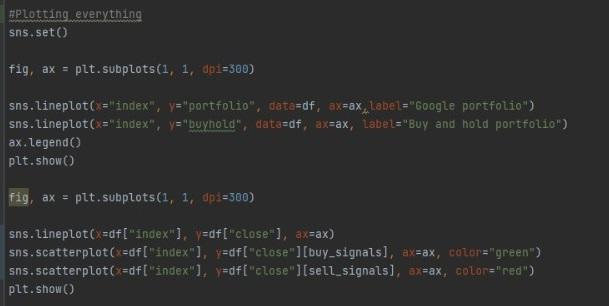 #Plotting everything
sns.set()
fig, ax = plt.subplots(1, 1, dpi=300)
sns.lineplot(x="index", y="portfolio", data=df, ax=ax,label="Google portfolio")
sns.lineplot(x="index", y="buyhold", data=df, ax=ax, label="Buy and hold portfolio")
ax.legend()
plt.show()
fig, ax = plt.subplots(1, 1, dpi=300)
sns.lineplot(x=df["index"], y=df["close"], ax=ax)
sns.scatterplot(x=df["index"], y=df["close"][buy_signals], ax=ax, color="green")
sns.scatterplot(x=df["index"], y=df["close"][sell_signals], ax=ax, color="red")
plt.show()